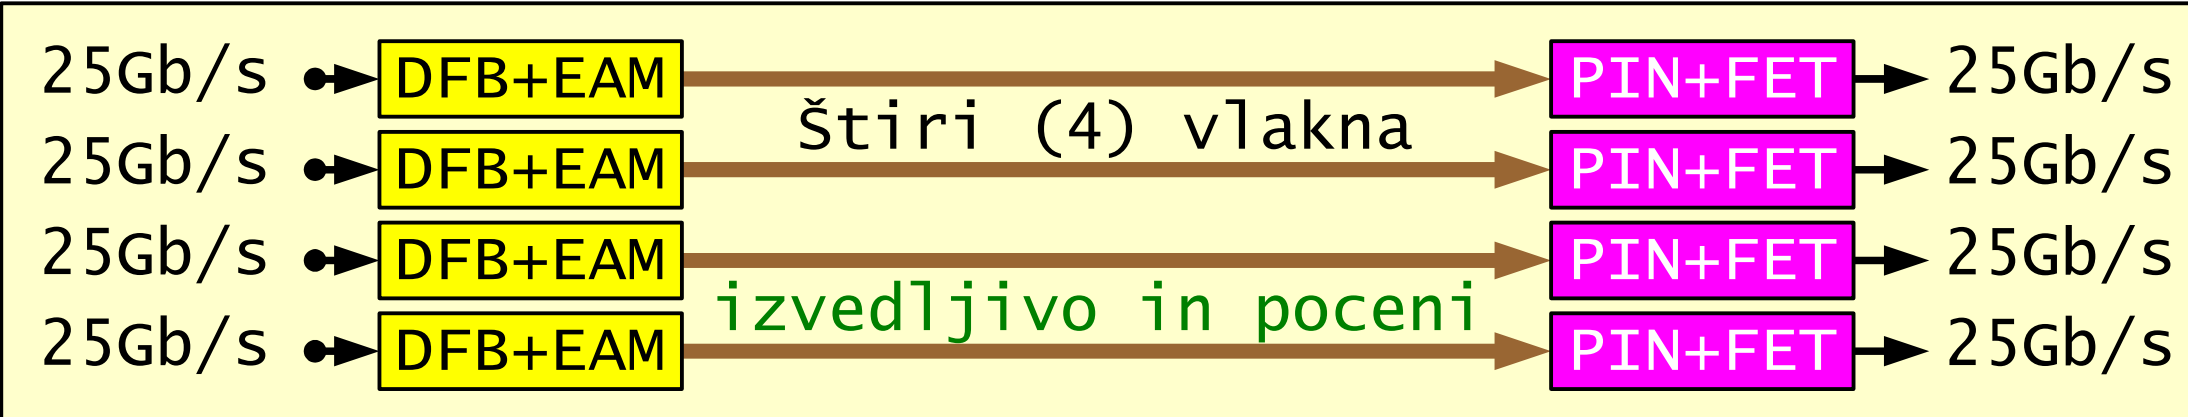 25Gb/s DFB+EAM PIN+FET 25Gb/s
Štiri (4) vlakna
25Gb/s DFB+EAM PIN+FET 25Gb/s
25Gb/s DFB+EAM PIN+FET 25Gb/s
izvedljivo in poceni
25Gb/s DFB+EAM PIN+FET 25Gb/s